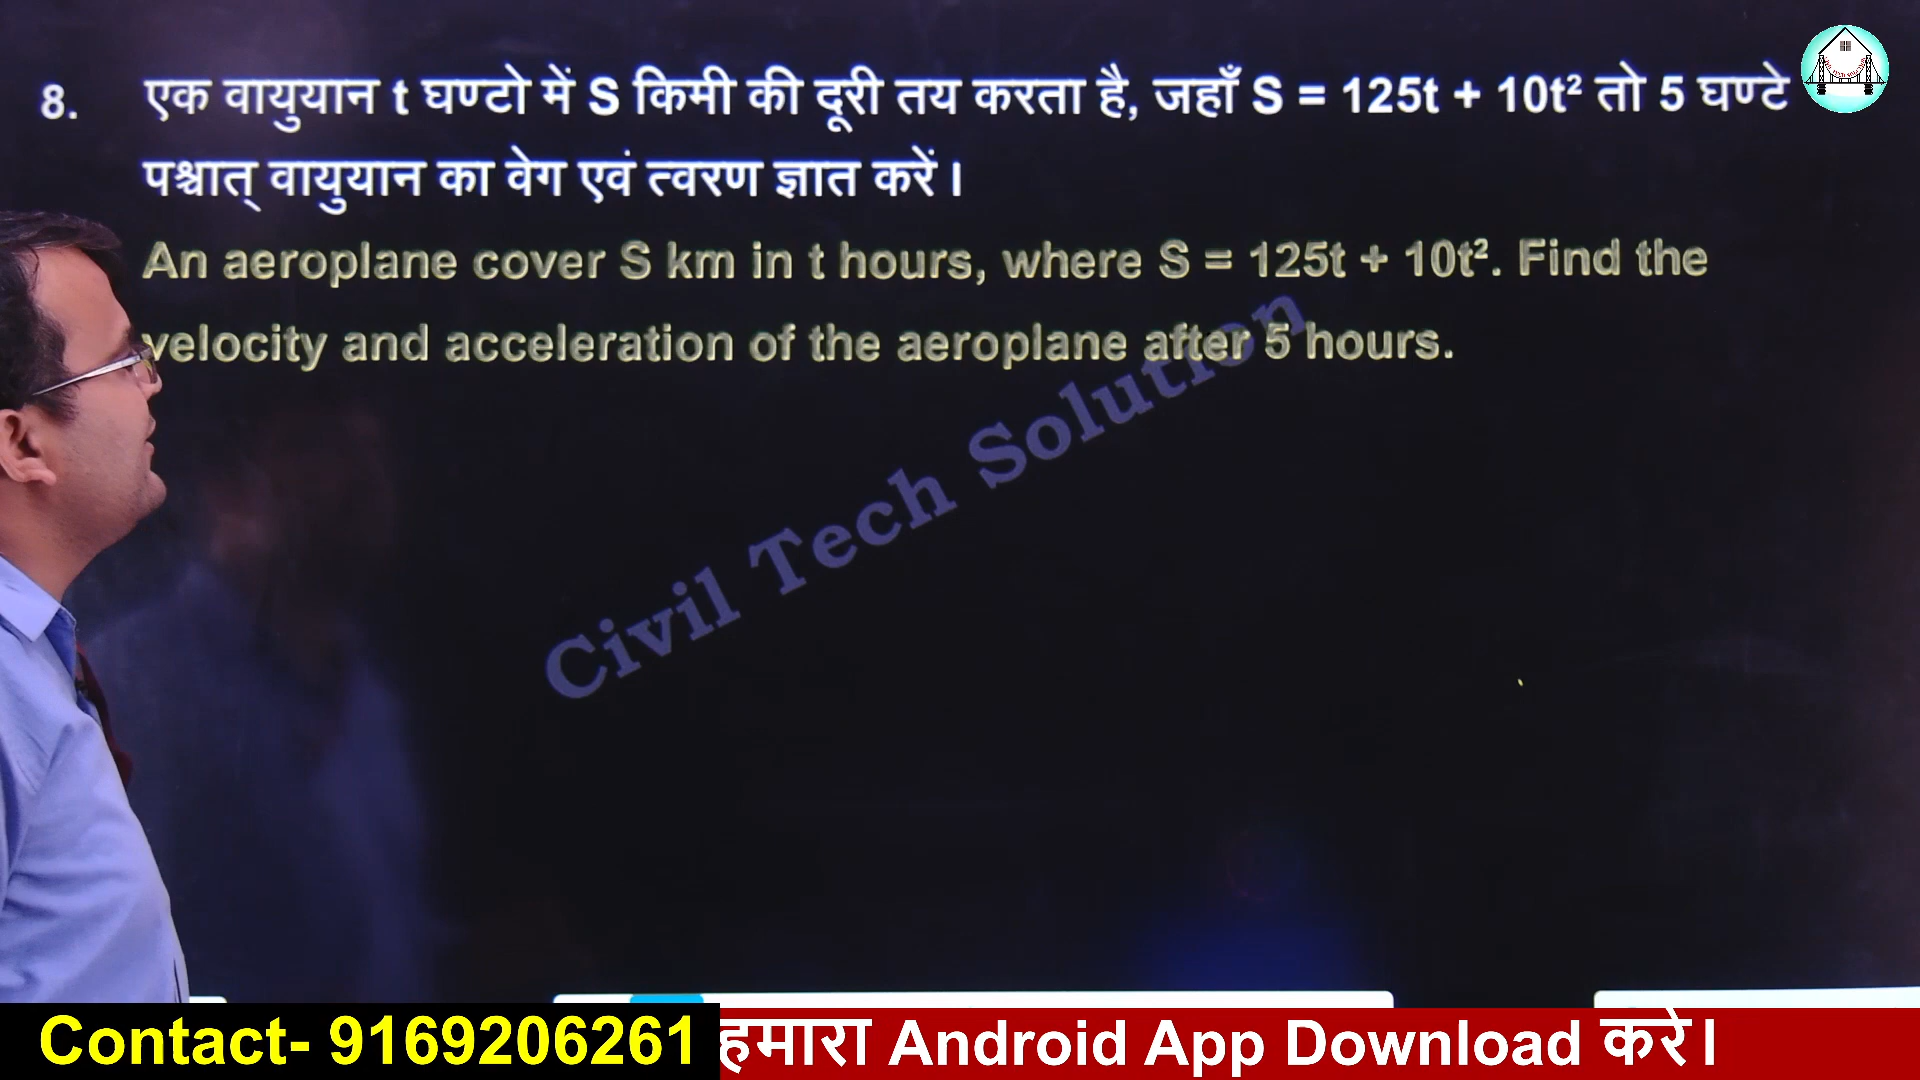 8. एक वायुयान t घण्टो में S किमी की दूरी तय करता है, जहाँ S = 125t + 10t² तो 5 घण्टे
पश्चात् वायुयान का वेग एवं त्वरण ज्ञात करें।
An aeroplane cover S km in t hours, where S = 125t + 10t². Find the
velocity and acceleration of the aeroplane after 5 hours.
Civil Tech Solution
Contact- 9169206261 हमारा Android App Download करे।